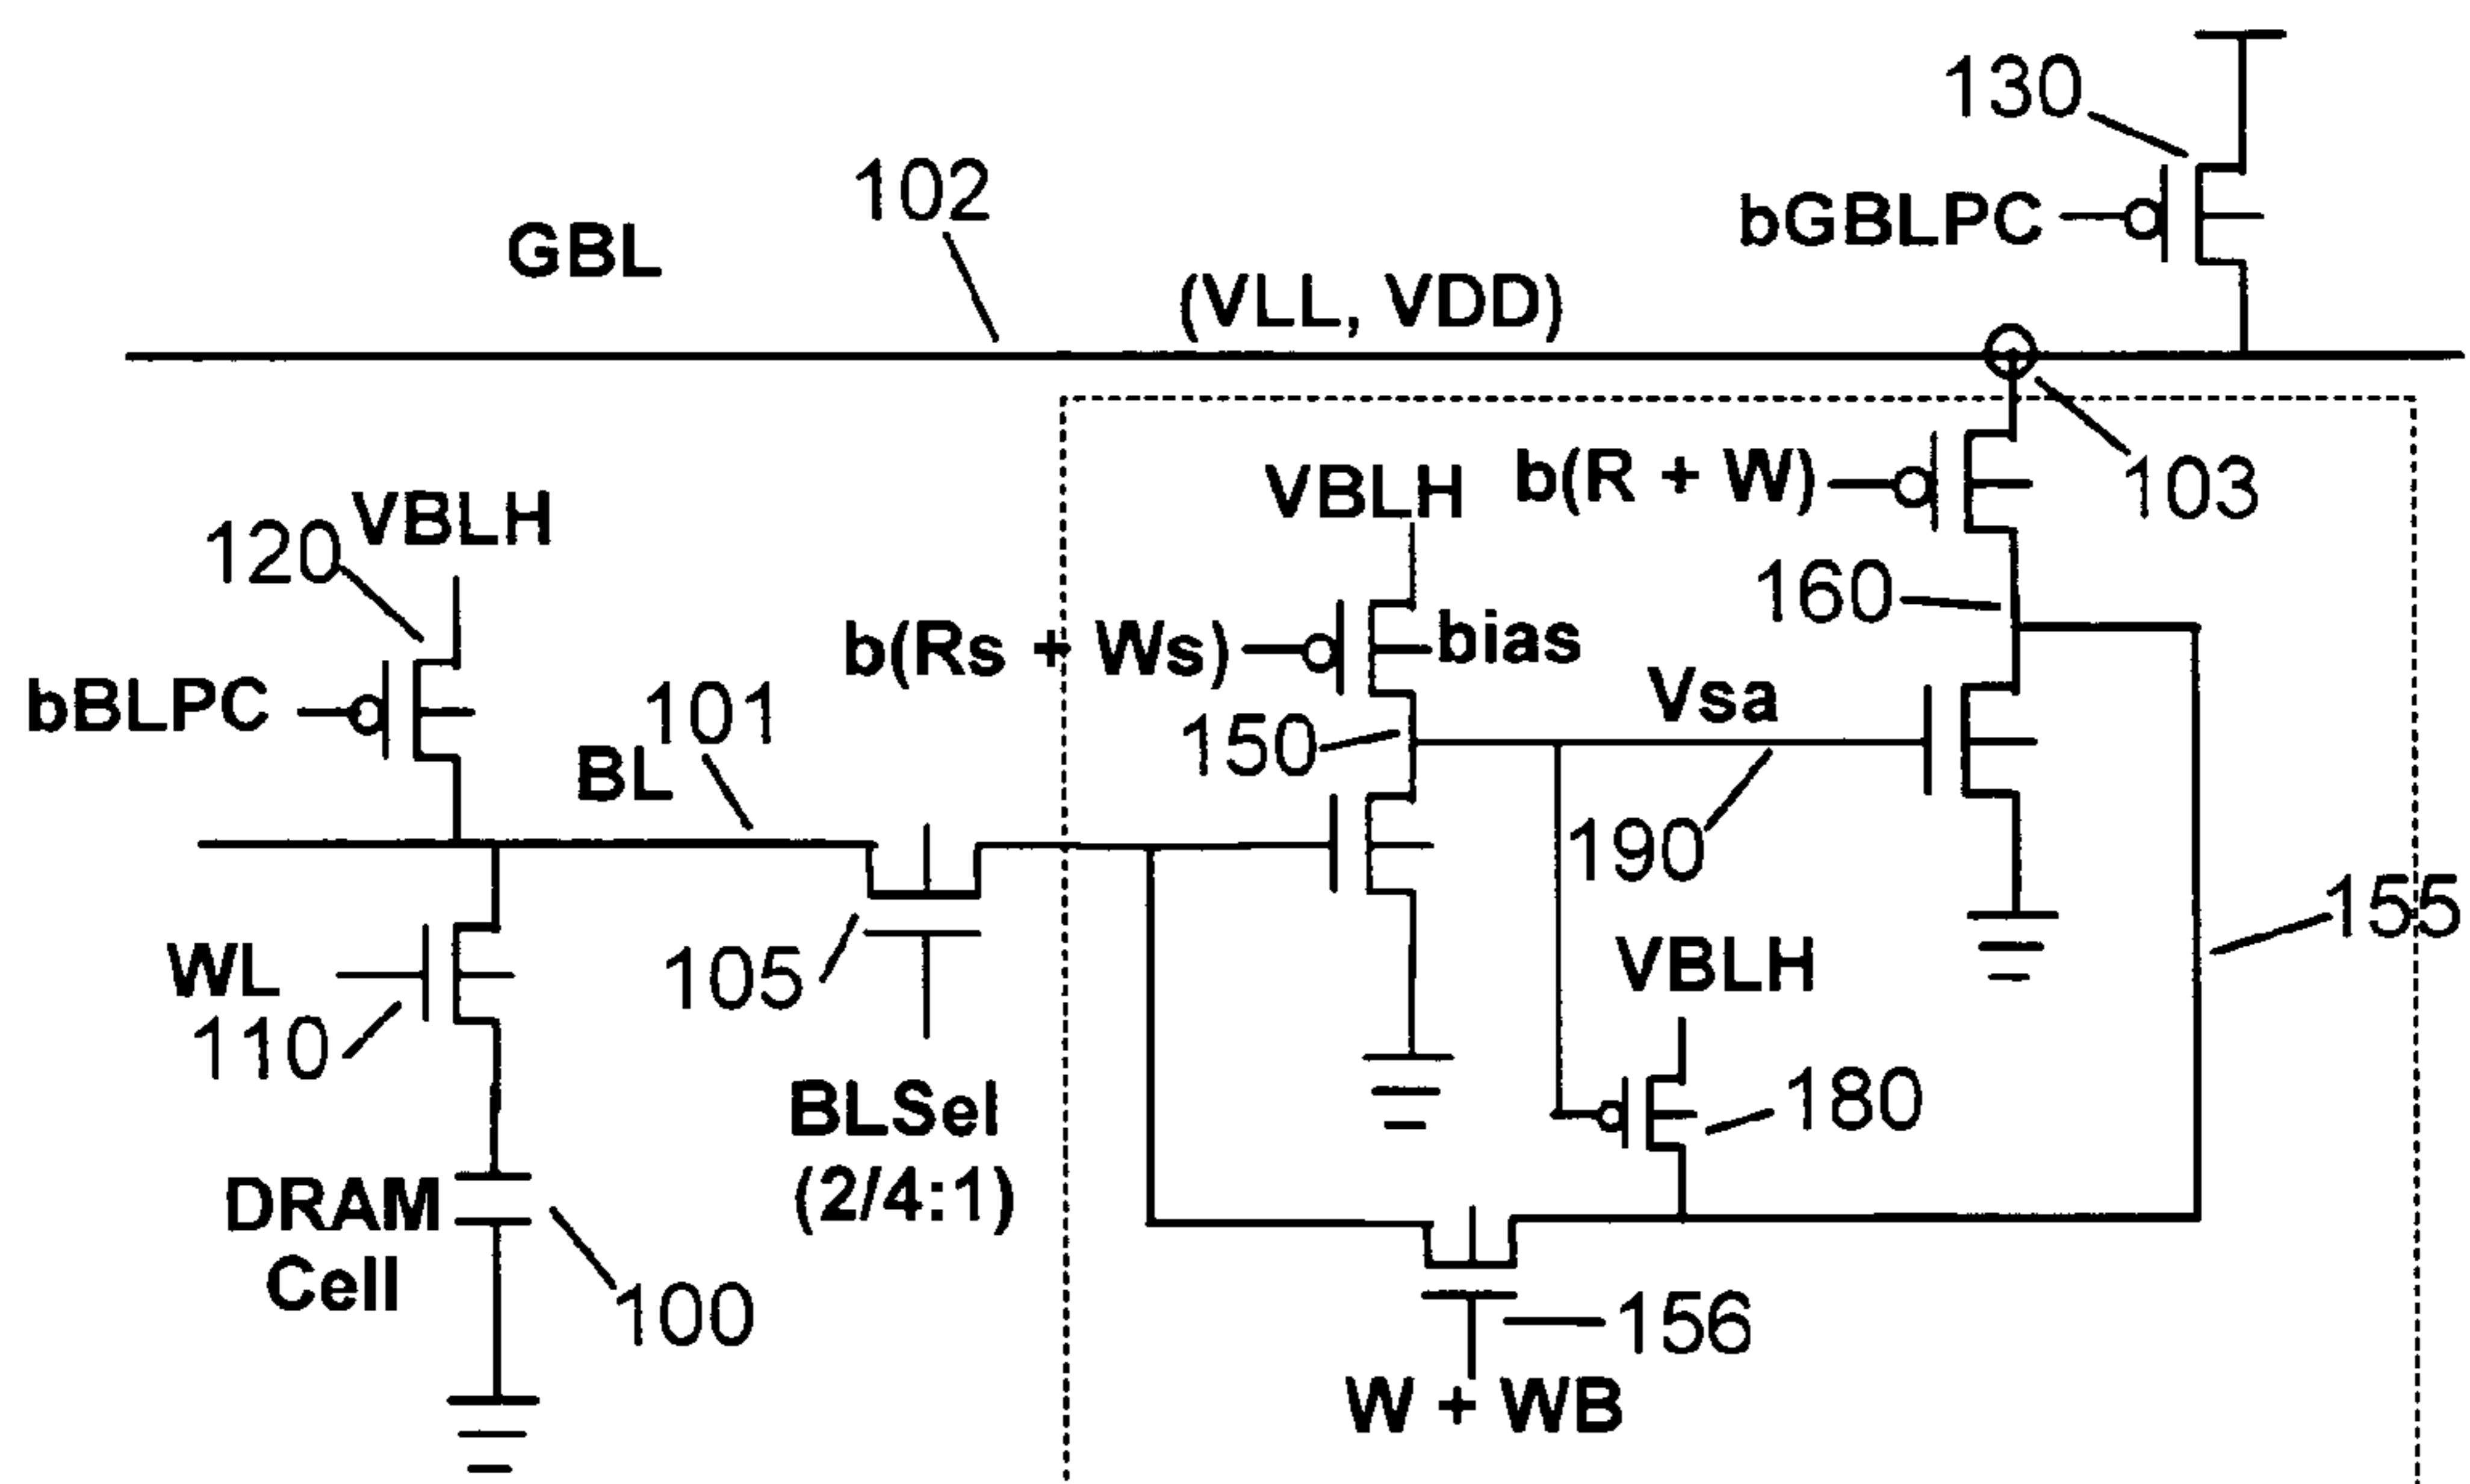 130
102
bGBLPC
GBL
(VLL, VDD)
VBLH
b(R + W)
103
VBLH
120
160
b(Rs + Ws)
bias
Vsa
bBLPC
101
150
BL
190
155
WL
105
VBLH
110
180
BLSel
(2/4:1)
DRAM
Cell
100
156
W + WB